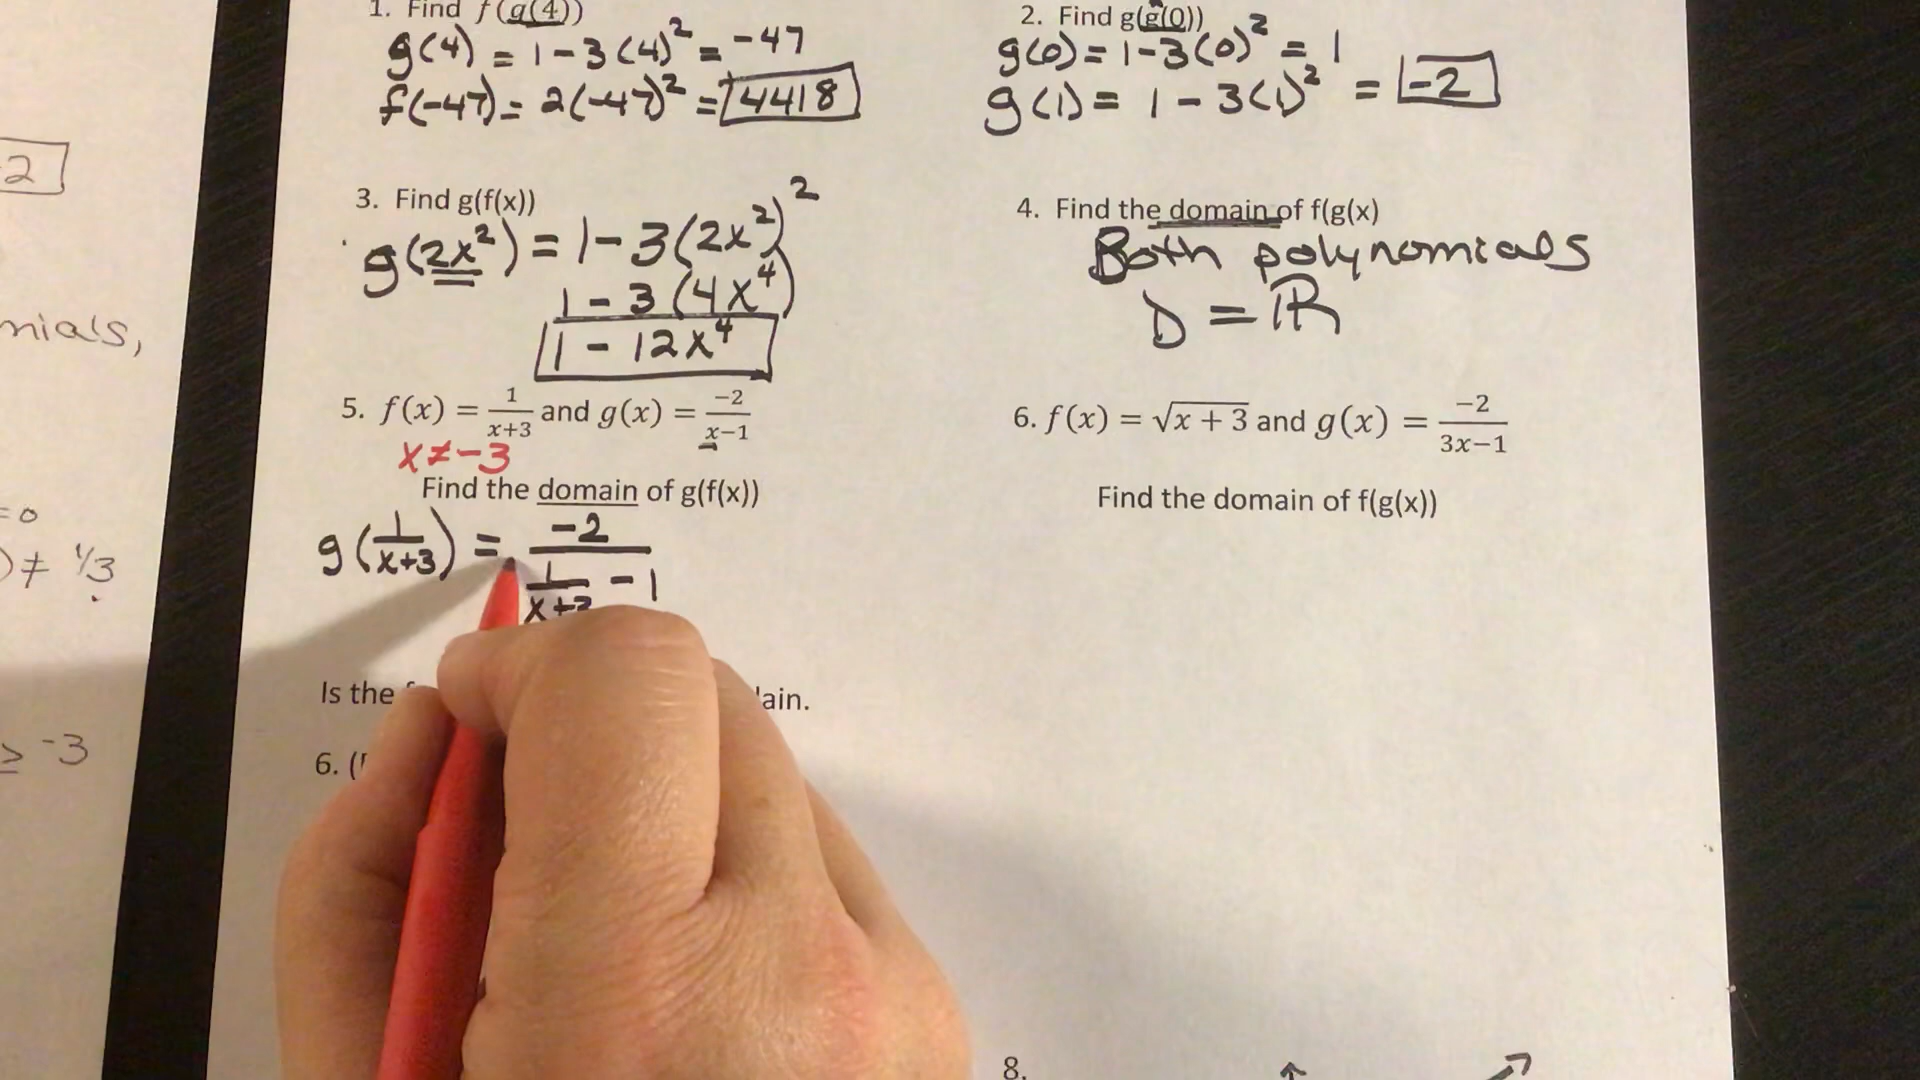 1. Find f(g(4))
g(4) = 1-3(4)² = -47
f(-47) = 2(-47)² = 4418
2. Find g(g(0))
g(0) = 1-3(0)² = 1
g(1) = 1-3(1)² = -2
3. Find g(f(x))
g(2x²) = 1-3(2x²)²
1-3(4x⁴)
1-12x⁴
4. Find the domain of f(g(x)
Both polynomials
D = ℝ
5. f(x) = 1/(x+3) and g(x) = -2/(x-1)
x ≠ -3
Find the domain of g(f(x))
g(1/(x+3)) = -2/(1/(x+3) - 1)
Is the
6. (
6. f(x) = √(x + 3) and g(x) = -2/(3x-1)
Find the domain of f(g(x))
8.
-2
=0
) ≠ 1/3
≥ -3